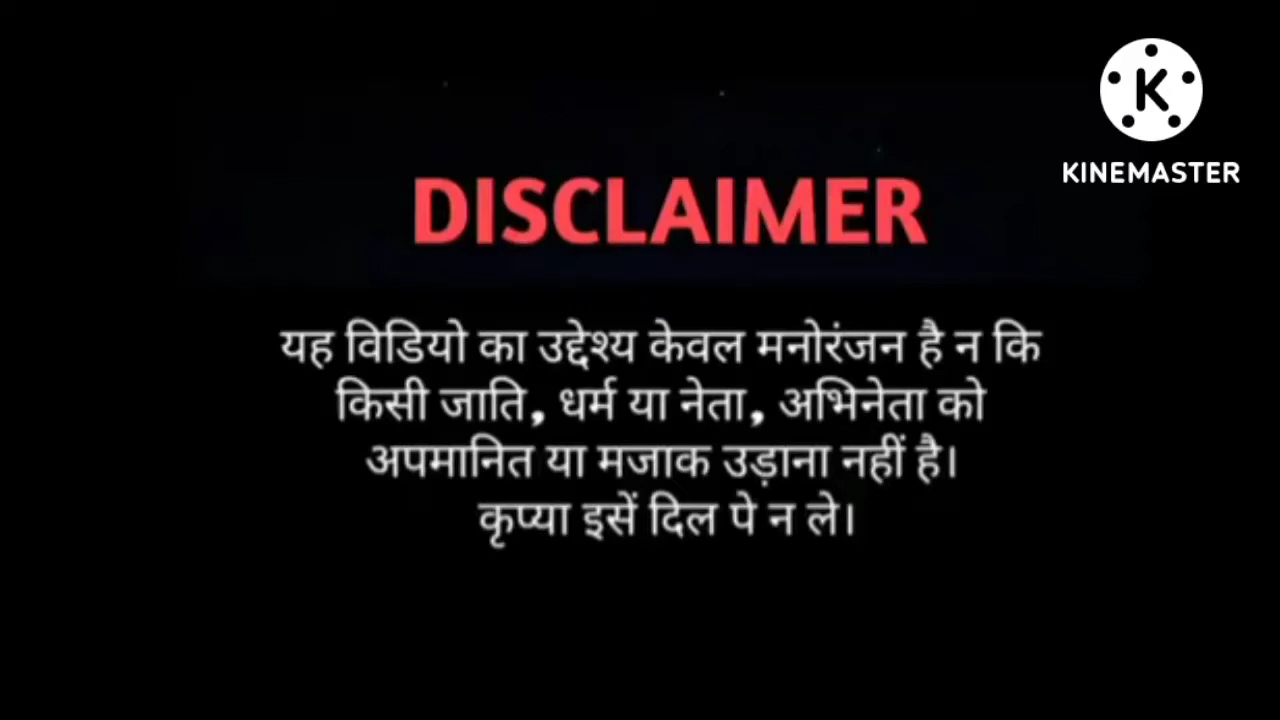 K
KINEMASTER
DISCLAIMER
यह विडियो का उद्देश्य केवल मनोरंजन है न कि
किसी जाति, धर्म या नेता, अभिनेता को
अपमानित या मजाक उड़ाना नहीं है।
कृप्या इसें दिल पे न ले।